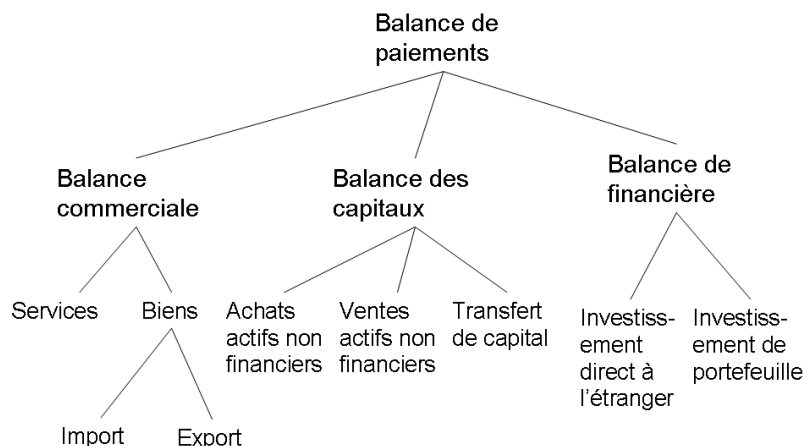 Balance de
paiements
Balance
commerciale
Balance des
capitaux
Balance de
financière
Services
Biens
Achats
actifs non
financiers
Ventes
actifs non
financiers
Transfert
de capital
Investiss-
ement
direct à
l'étranger
Investiss-
ement de
portefeuille
Import
Export